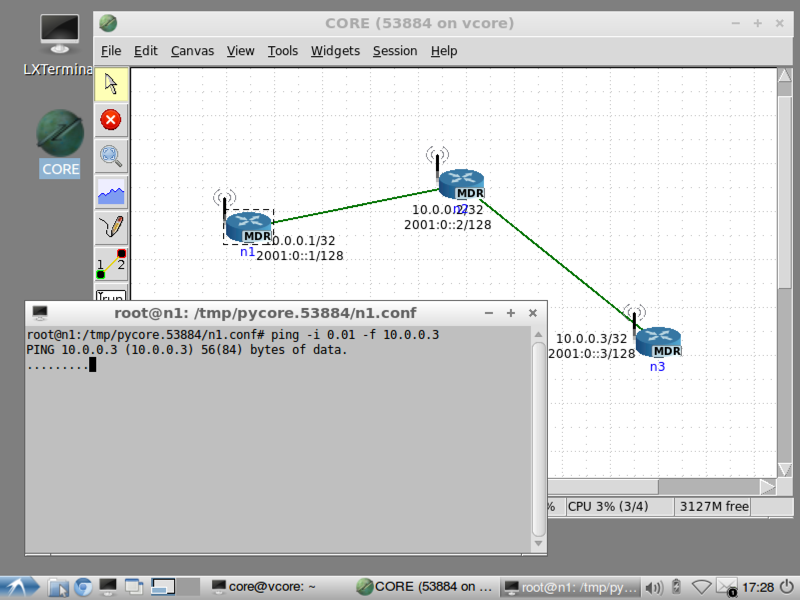 CORE (53884 on vcore)
LXTermina
File Edit Canvas View Tools Widgets Session Help
CORE
MDR
n2
10.0.0.2/32
2001:0::2/128
MDR
n1
10.0.0.1/32
2001:0::1/128
1 2
MDR
n3
10.0.0.3/32
2001:0::3/128
root@n1: /tmp/pycore.53884/n1.conf
root@n1:/tmp/pycore.53884/n1.conf# ping -i 0.01 -f 10.0.0.3
PING 10.0.0.3 (10.0.0.3) 56(84) bytes of data.
.........
% CPU 3% (3/4) 3127M free
core@vcore: ~ CORE (53884 on ... root@n1: /tmp/py... 17:28